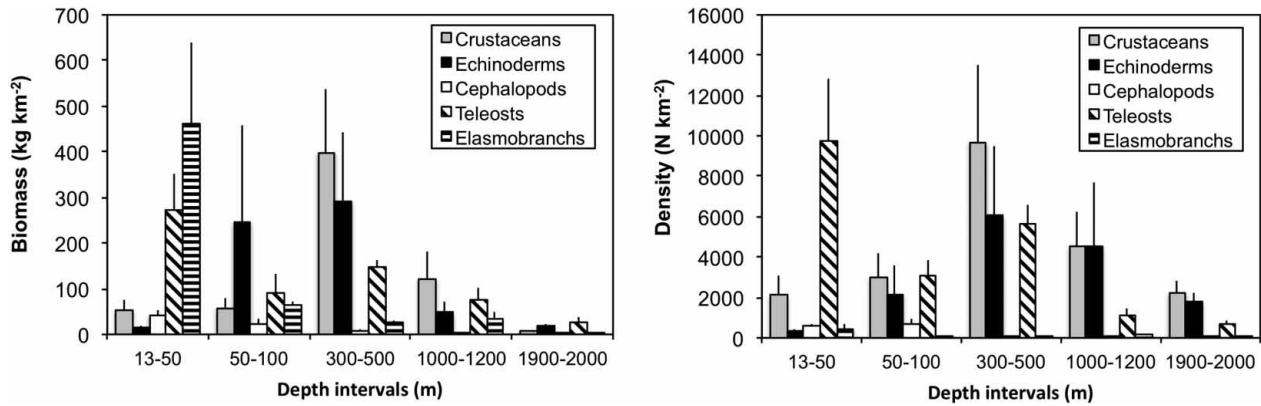 700
600
500
400
300
200
100
0
Biomass (kg km-2)
Crustaceans
Echinoderms
Cephalopods
Teleosts
Elasmobranchs
13-50 50-100 300-500 1000-1200 1900-2000
Depth intervals (m)
16000
14000
12000
10000
8000
6000
4000
2000
0
Density (N km-2)
Crustaceans
Echinoderms
Cephalopods
Teleosts
Elasmobranchs
13-50 50-100 300-500 1000-1200 1900-2000
Depth intervals (m)